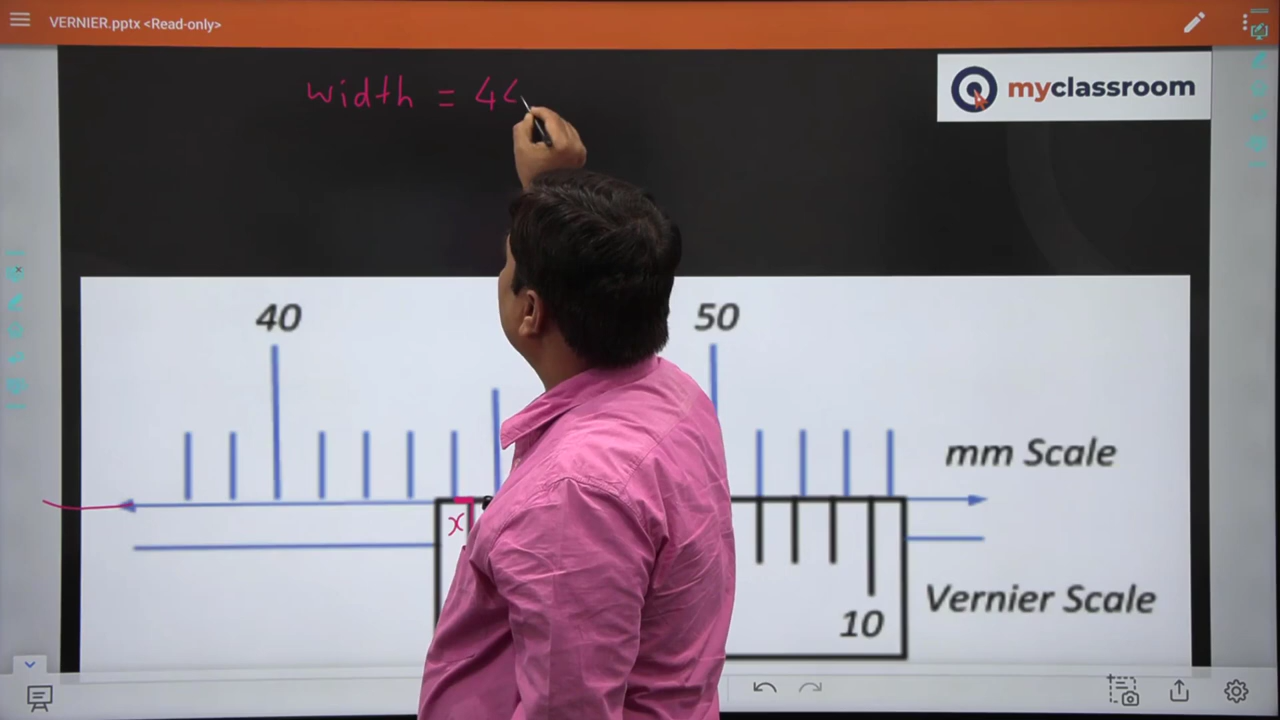 VERNIER.pptx <Read-only>
width = 44
myclassroom
40
50
mm Scale
x
Vernier Scale
10